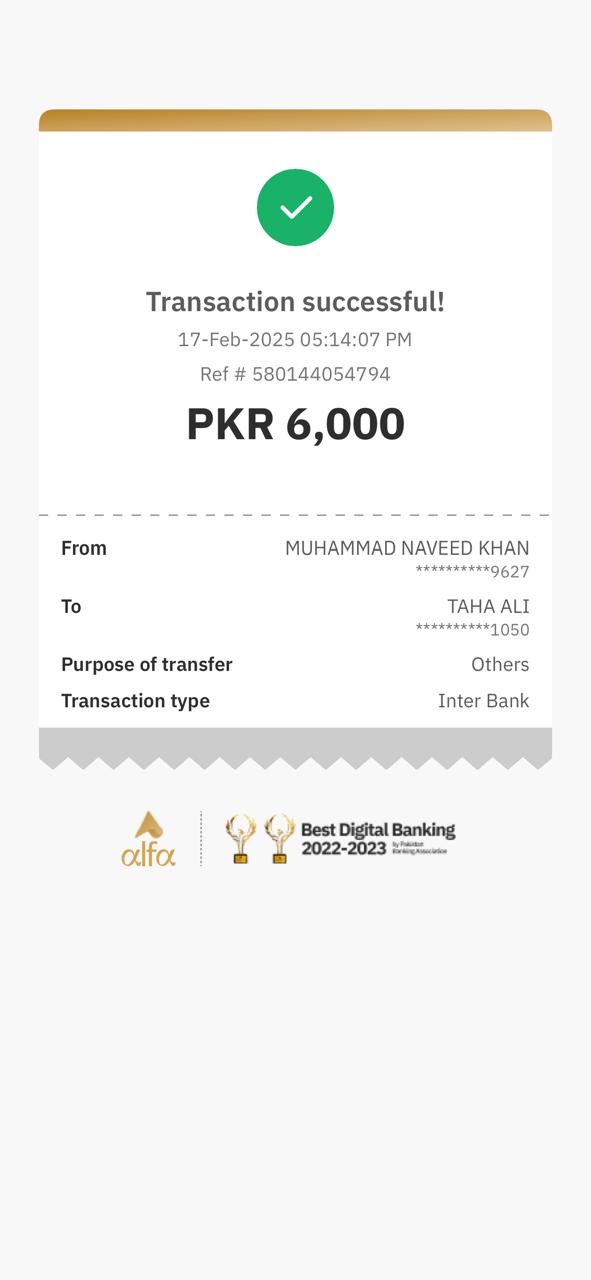 Transaction successful!
17-Feb-2025 05:14:07 PM
Ref # 580144054794
PKR 6,000
From MUHAMMAD NAVEED KHAN
**********9627
To TAHA ALI
**********1050
Purpose of transfer Others
Transaction type Inter Bank
alfa
Best Digital Banking
2022-2023 by Pakistan
Banking Association